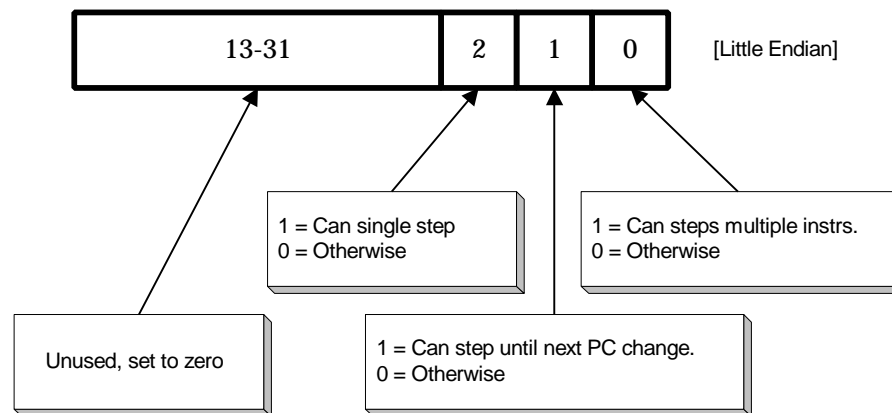 13-31 2 1 0 [Little Endian]
1 = Can single step
0 = Otherwise
1 = Can steps multiple instrs.
0 = Otherwise
Unused, set to zero
1 = Can step until next PC change.
0 = Otherwise